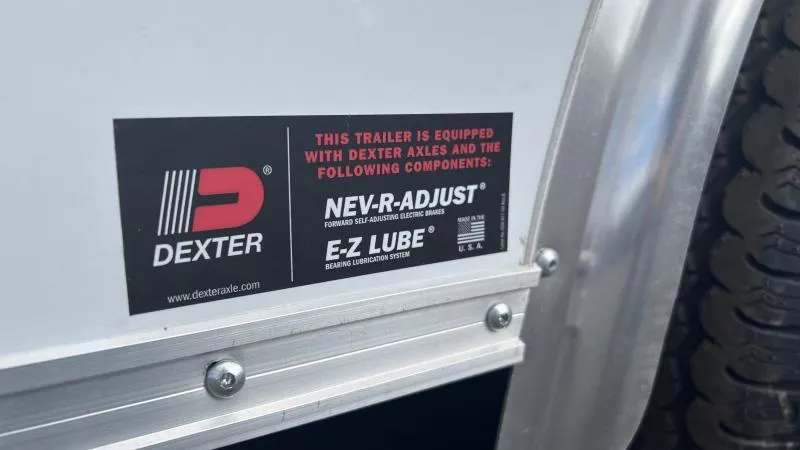 THIS TRAILER IS EQUIPPED
WITH DEXTER AXLES AND THE
FOLLOWING COMPONENTS:
DEXTER®
www.dexteraxle.com
NEV-R-ADJUST®
FORWARD SELF-ADJUSTING ELECTRIC BRAKES
E-Z LUBE®
BEARING LUBRICATION SYSTEM
MADE IN THE
U.S.A.